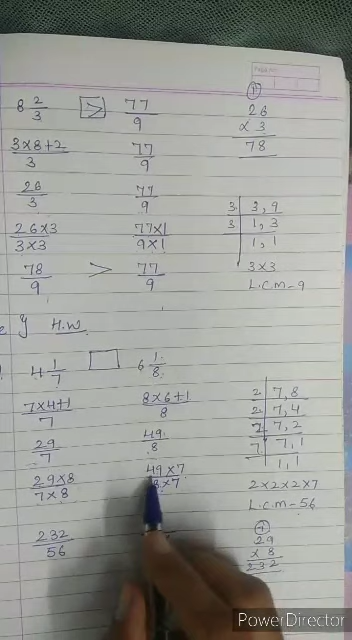 Page No.
8 2/3 > 77/9
3×8+2/3 77/9
26/3 77/9
26×3/3×3 77×1/9×1
78/9 > 77/9
17
26
× 3
78
3 | 3, 9
3 | 1, 3
1, 1
3×3
L.C.M-9
y H.W
4 1/7 □ 6 1/8
7×4+1/7 8×6+1/8
29/7 49/8
29×8/7×8 49×7/8×7
232/56
2 | 7, 8
2 | 7, 4
2 | 7, 2
7 | 7, 1
1, 1
2×2×2×7
L.C.M-56
7
29
× 8
232
PowerDirector